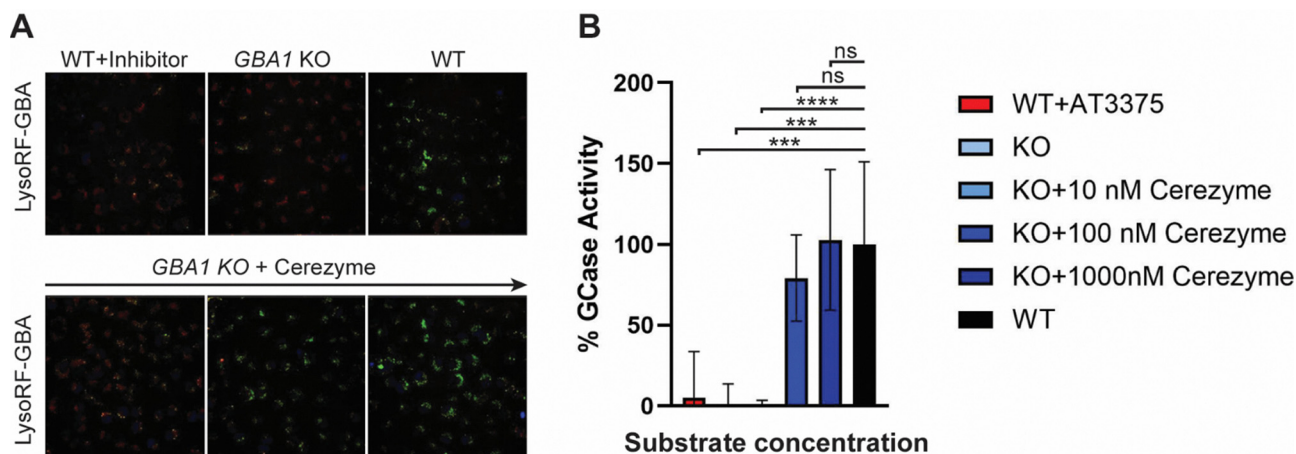 A
WT+Inhibitor
GBA1 KO
WT
LysoRF-GBA
GBA1 KO + Cerezyme
LysoRF-GBA
B
% GCase Activity
200
150
100
50
0
ns
ns
****
***
***
Substrate concentration
WT+AT3375
KO
KO+10 nM Cerezyme
KO+100 nM Cerezyme
KO+1000nM Cerezyme
WT